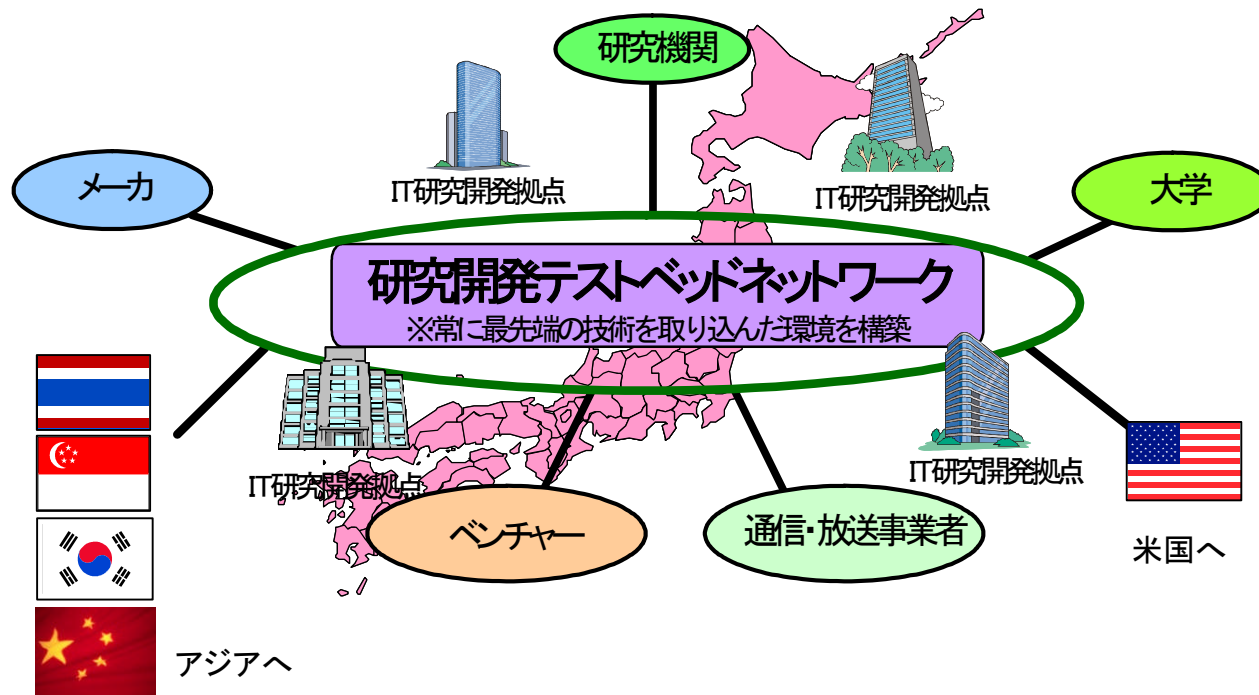 研究機関
メーカ
IT研究開発拠点
IT研究開発拠点
大学
研究開発テストベッドネットワーク
※常に最先端の技術を取り込んだ環境を構築
IT研究開発拠点
IT研究開発拠点
ベンチャー
通信・放送事業者
米国へ
アジアへ